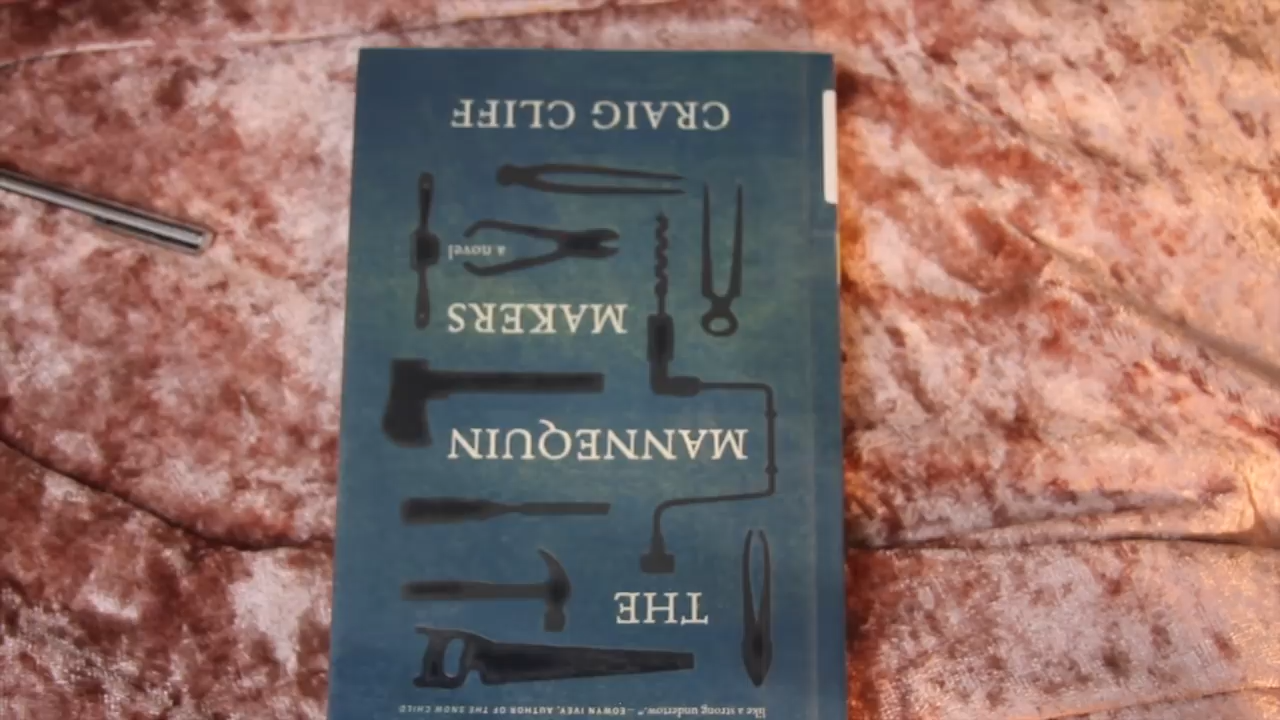 like a strong undertow." —EOWYN IVEY, AUTHOR OF THE SNOW CHILD
THE
MANNEQUIN
MAKERS
a novel
CRAIG CLIFF